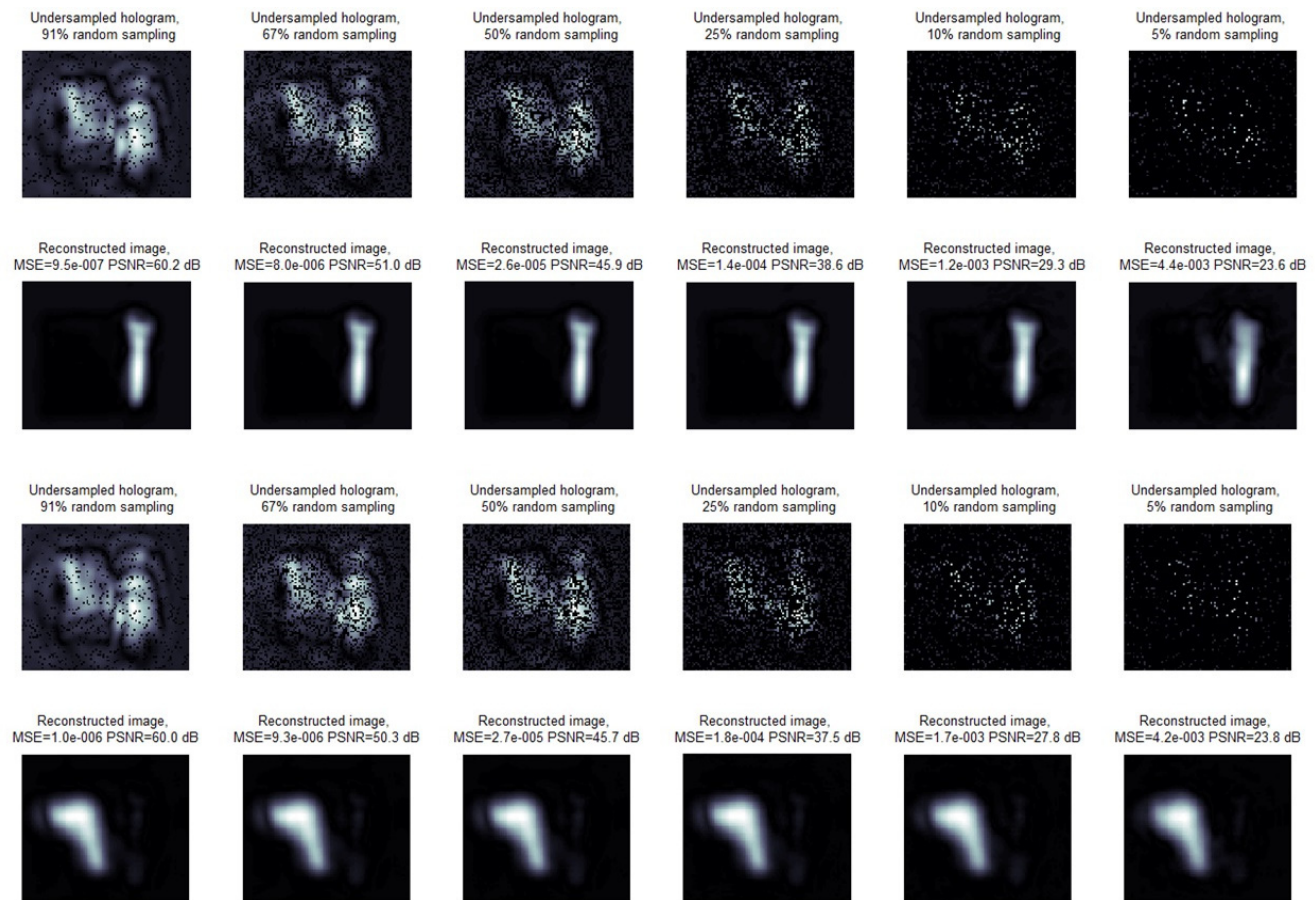 Undersampled hologram,
91% random sampling
Undersampled hologram,
67% random sampling
Undersampled hologram,
50% random sampling
Undersampled hologram,
25% random sampling
Undersampled hologram,
10% random sampling
Undersampled hologram,
5% random sampling
Reconstructed image,
MSE=9.5e-007 PSNR=60.2 dB
Reconstructed image,
MSE=8.0e-006 PSNR=51.0 dB
Reconstructed image,
MSE=2.6e-005 PSNR=45.9 dB
Reconstructed image,
MSE=1.4e-004 PSNR=38.6 dB
Reconstructed image,
MSE=1.2e-003 PSNR=29.3 dB
Reconstructed image,
MSE=4.4e-003 PSNR=23.6 dB
Undersampled hologram,
91% random sampling
Undersampled hologram,
67% random sampling
Undersampled hologram,
50% random sampling
Undersampled hologram,
25% random sampling
Undersampled hologram,
10% random sampling
Undersampled hologram,
5% random sampling
Reconstructed image,
MSE=1.0e-006 PSNR=60.0 dB
Reconstructed image,
MSE=9.3e-006 PSNR=50.3 dB
Reconstructed image,
MSE=2.7e-005 PSNR=45.7 dB
Reconstructed image,
MSE=1.8e-004 PSNR=37.5 dB
Reconstructed image,
MSE=1.7e-003 PSNR=27.8 dB
Reconstructed image,
MSE=4.2e-003 PSNR=23.8 dB